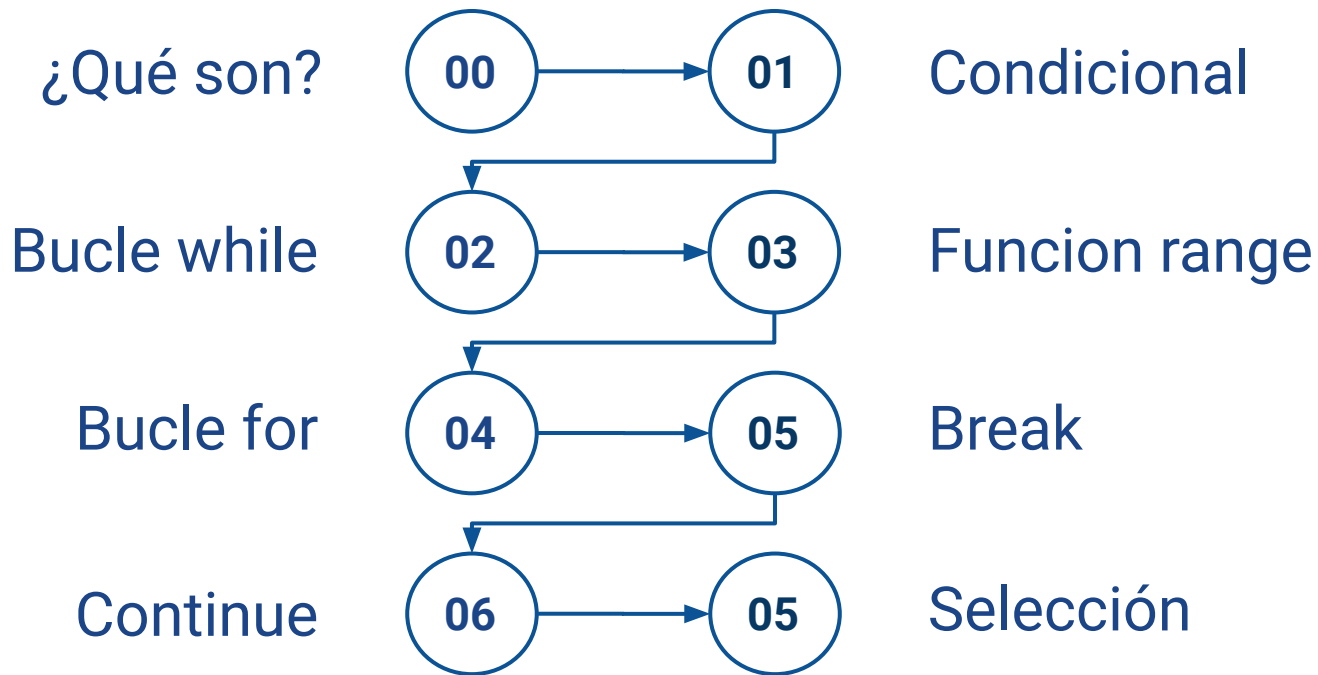 ¿Qué son? 00 01 Condicional
Bucle while 02 03 Funcion range
Bucle for 04 05 Break
Continue 06 05 Selección